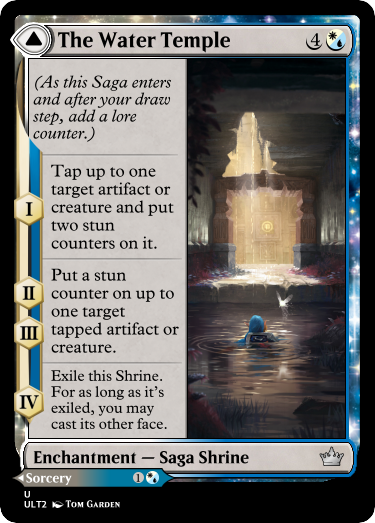 The Water Temple 4
(As this Saga enters
and after your draw
step, add a lore
counter.)
I
Tap up to one
target artifact or
creature and put
two stun
counters on it.
II
III
Put a stun
counter on up to
one target
tapped artifact or
creature.
IV
Exile this Shrine.
For as long as it's
exiled, you may
cast its other face.
Enchantment — Saga Shrine
Sorcery 1
U
ULT2 Tom Garden